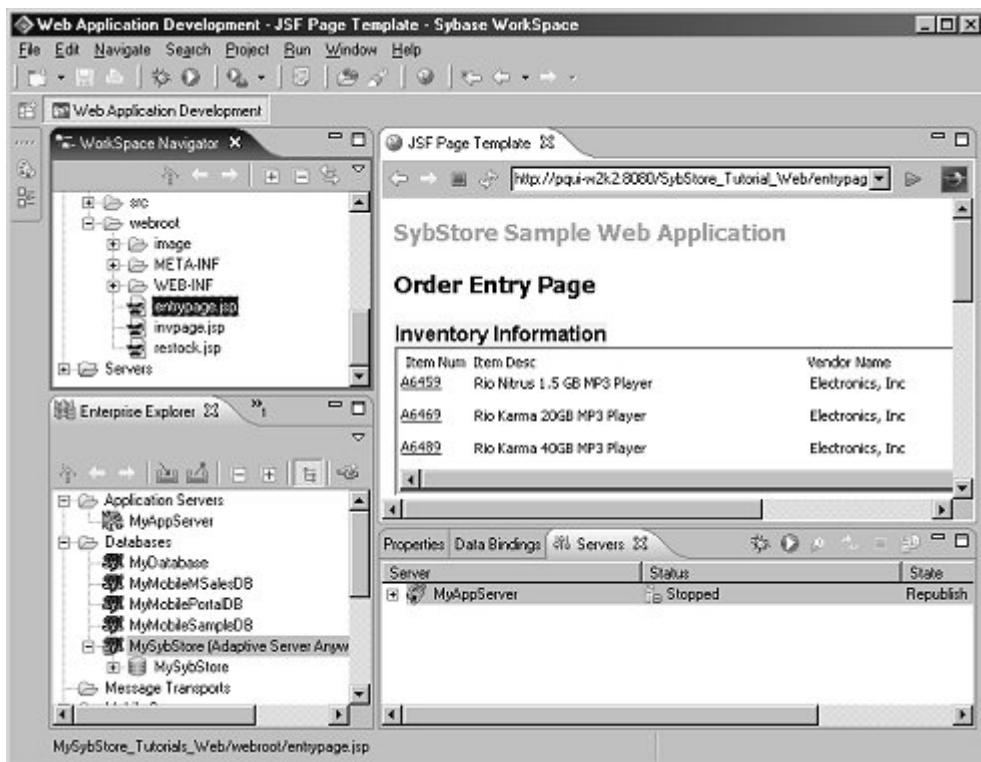 Web Application Development - JSF Page Template - Sybase WorkSpace
File Edit Navigate Search Project Run Window Help
Web Application Development
WorkSpace Navigator
src
webroot
image
META-INF
WEB-INF
entrypage.jsp
invpage.jsp
restock.jsp
Servers
JSF Page Template
http://pqui-w2k2:8080/SybStore_Tutorial_Web/entrypag
SybStore Sample Web Application
Order Entry Page
Inventory Information
Item Num Item Desc Vendor Name
A6459 Rio Nitrus 1.5 GB MP3 Player Electronics, Inc
A6469 Rio Karma 20GB MP3 Player Electronics, Inc
A6489 Rio Karma 40GB MP3 Player Electronics, Inc
Enterprise Explorer
Application Servers
MyAppServer
Databases
MyDatabase
MyMobileMSalesDB
MyMobilePortalDB
MyMobileSampleDB
MySybStore (Adaptive Server Anyw
MySybStore
Message Transports
Properties Data Bindings Servers
Server Status State
MyAppServer Stopped Republish
MySybStore_Tutorials_Web/webroot/entrypage.jsp